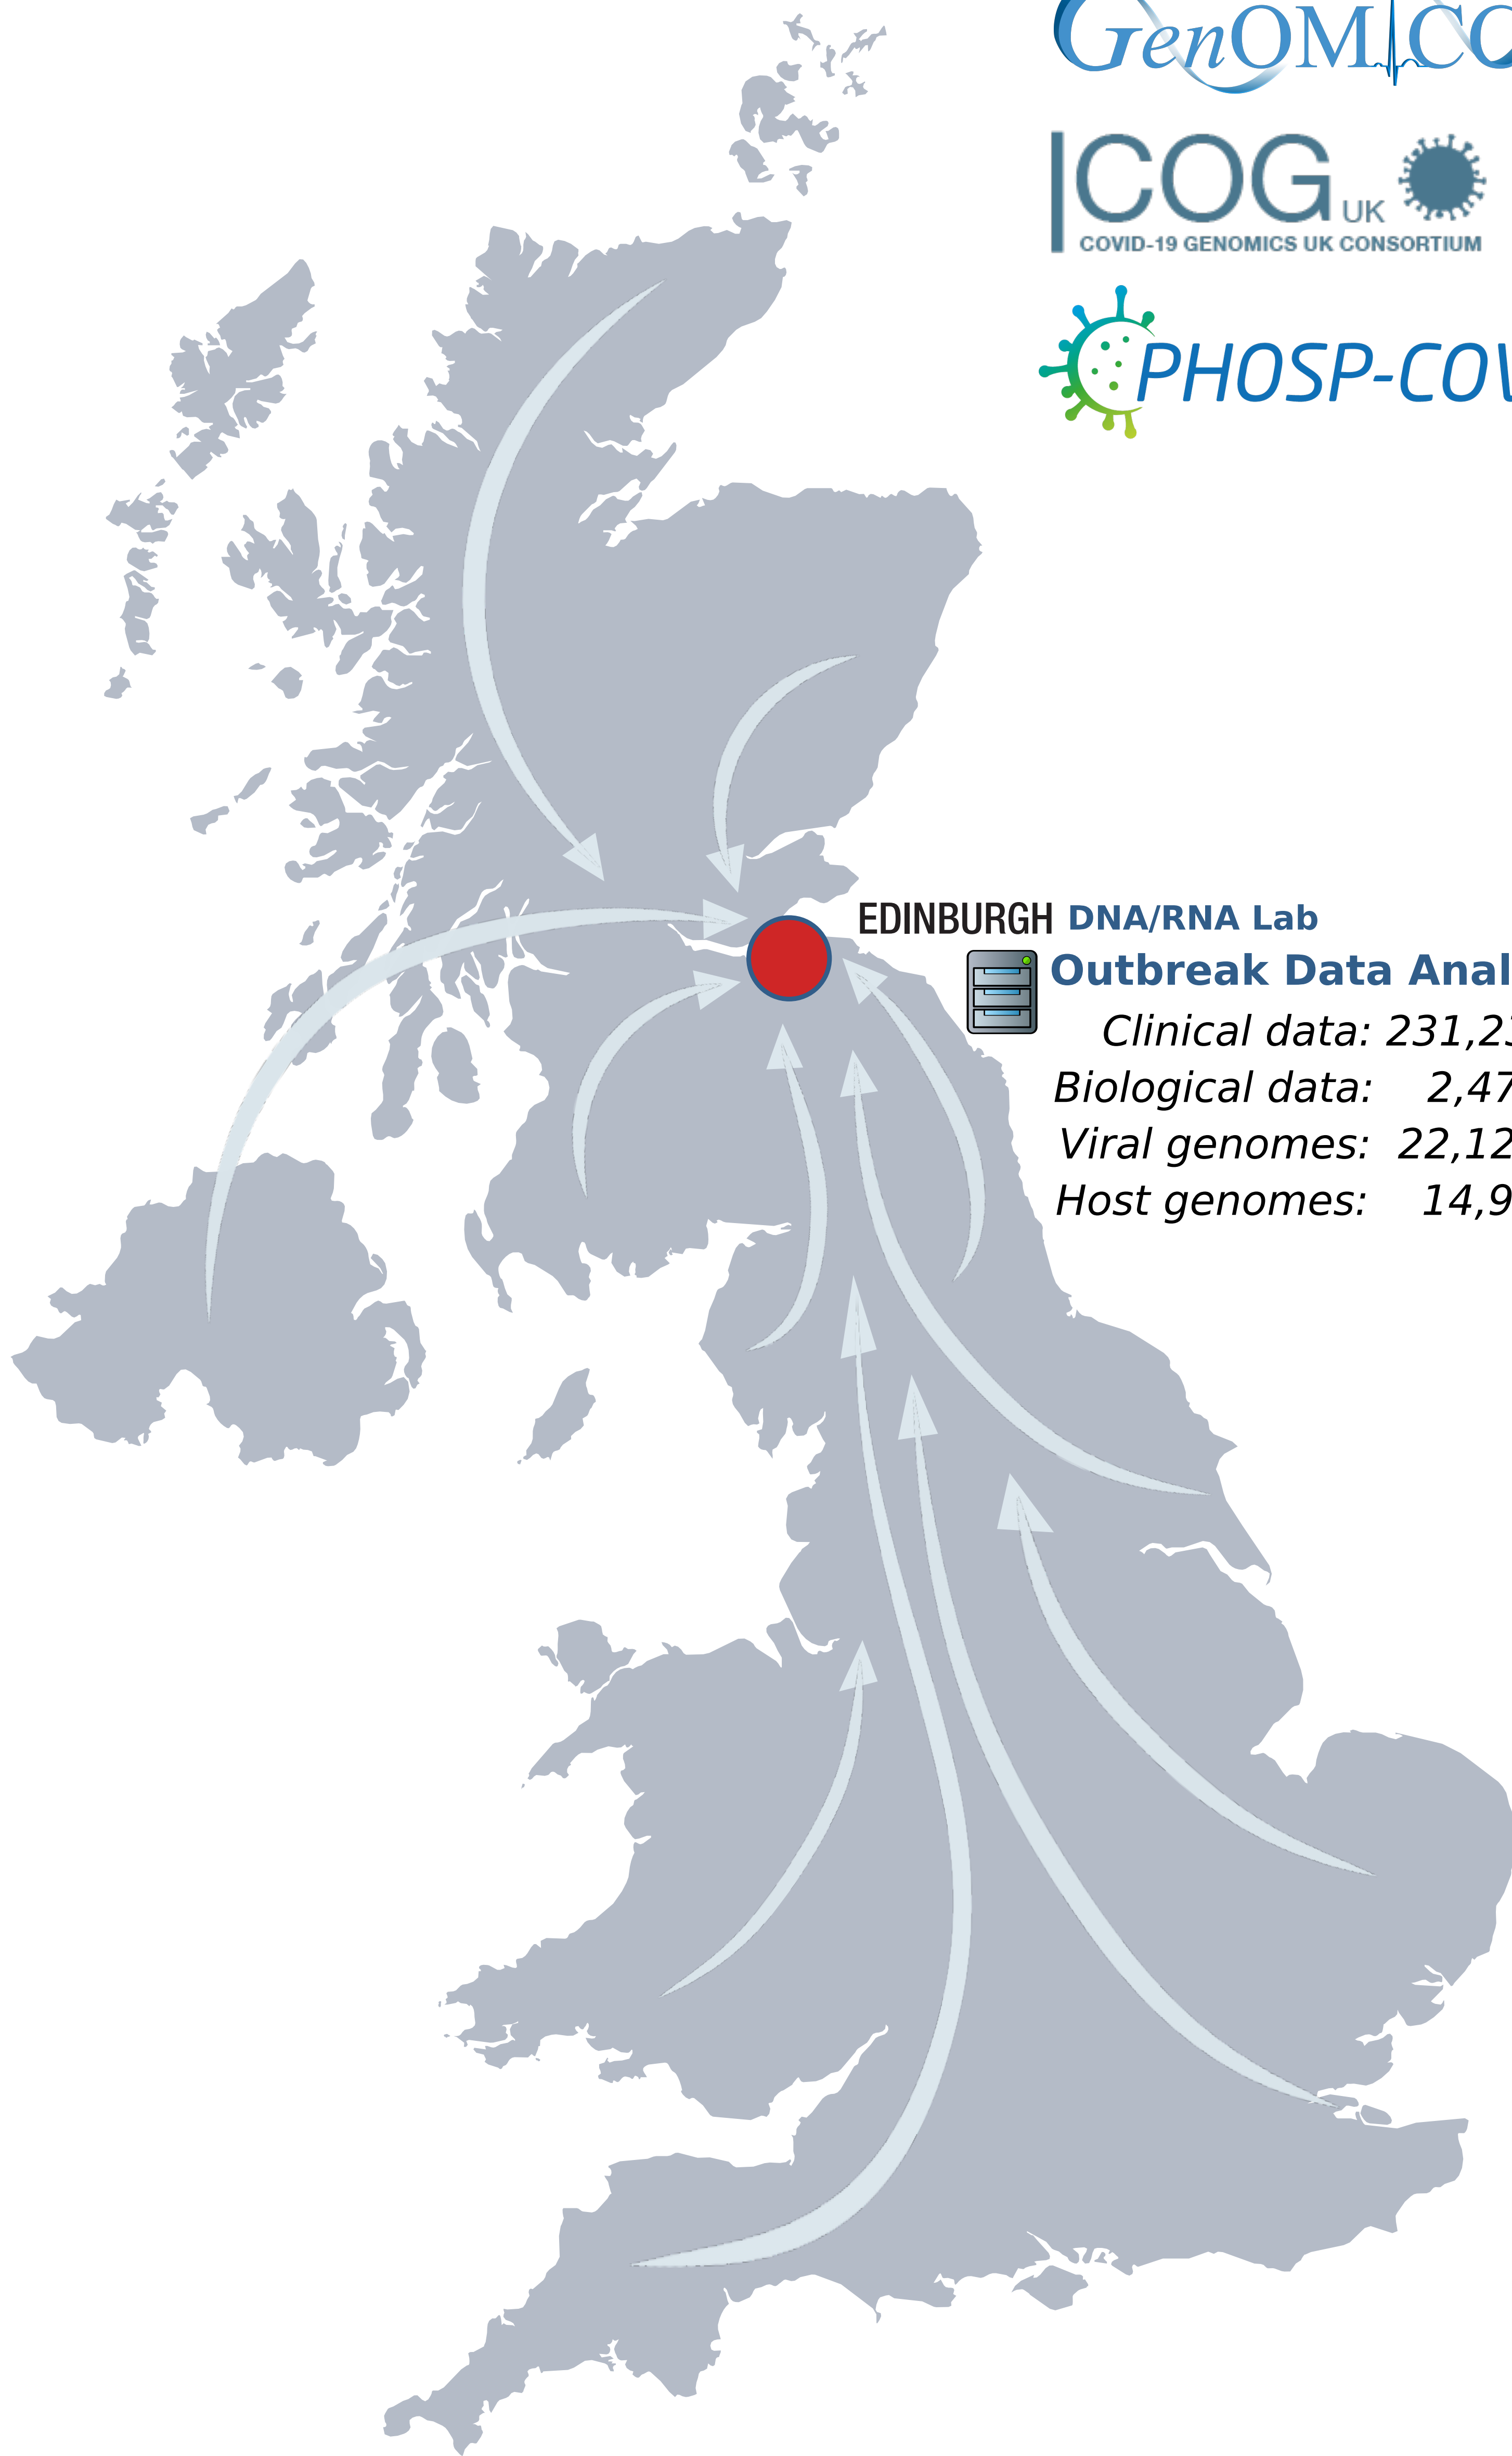 GenOMICC
COG UK
COVID-19 GENOMICS UK CONSORTIUM
PHOSP-COV
EDINBURGH DNA/RNA Lab
Outbreak Data Anal
Clinical data: 231,23
Biological data: 2,47
Viral genomes: 22,12
Host genomes: 14,9